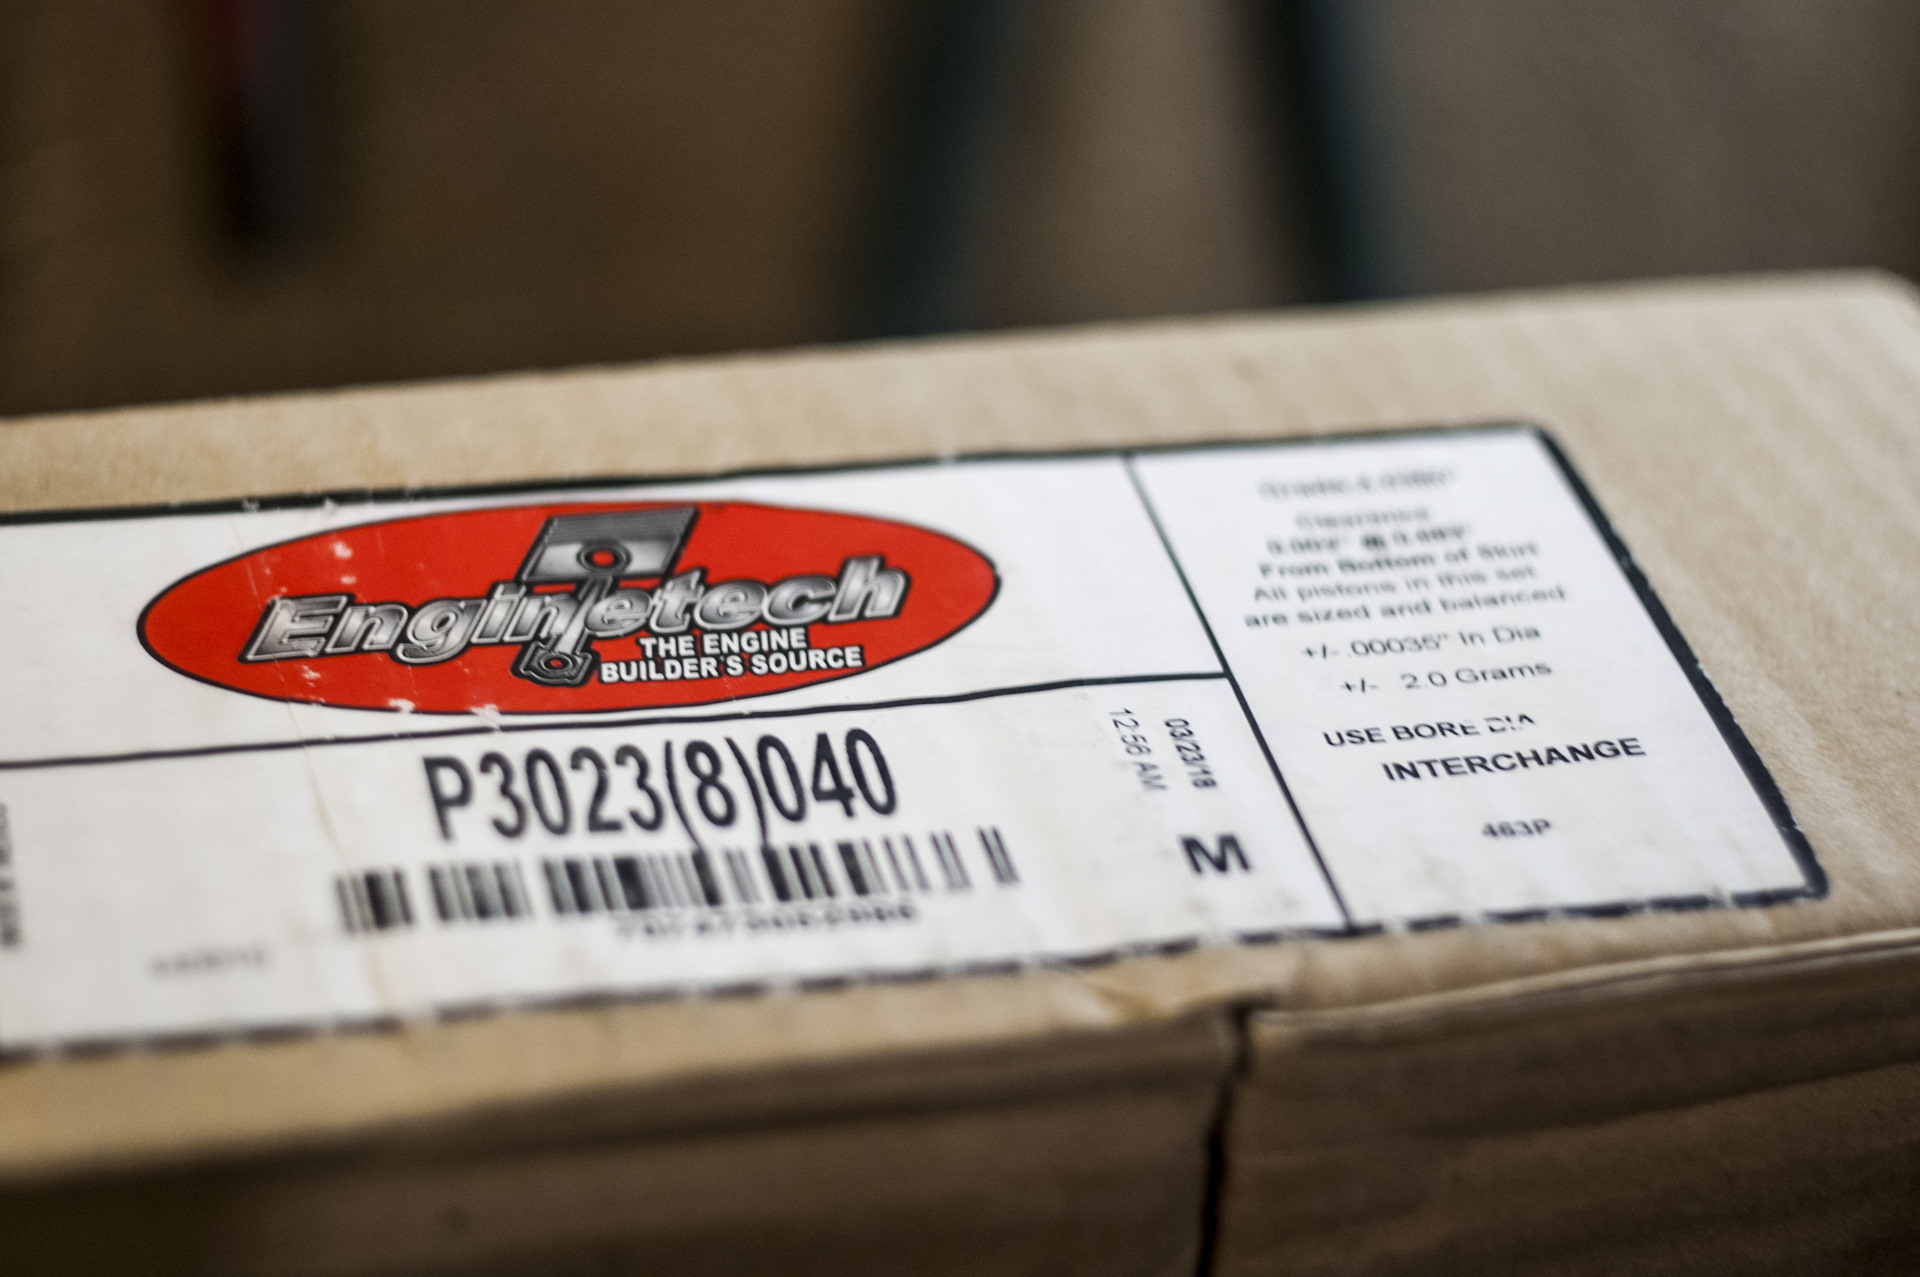 Enginetech
THE ENGINE
BUILDER'S SOURCE
P3023(8)040
03/23/18
12:56 AM
M
Clearance
From Bottom of Skirt
All pistons in this set
are sized and balanced
+/- .00035" In Dia
+/- 2.0 Grams
USE BORE DIA
INTERCHANGE
463P